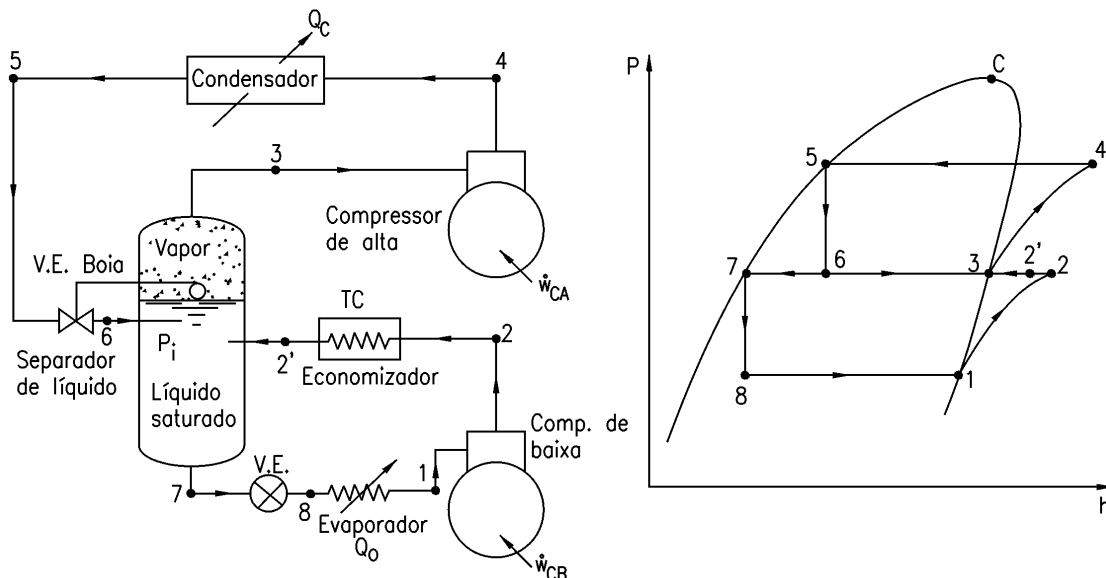 5
Q_C
Condensador
4
3
Compressor
de alta
Vapor
V.E. Boia
ẇ_CA
6
P_i
TC
2
2'
Separador
de líquido
Economizador
Líquido
saturado
Comp. de
baixa
V.E.
1
7
8
Evaporador
Q_o
ẇ_CB
P
C
5
4
7
6
3
2'
2
8
1
h